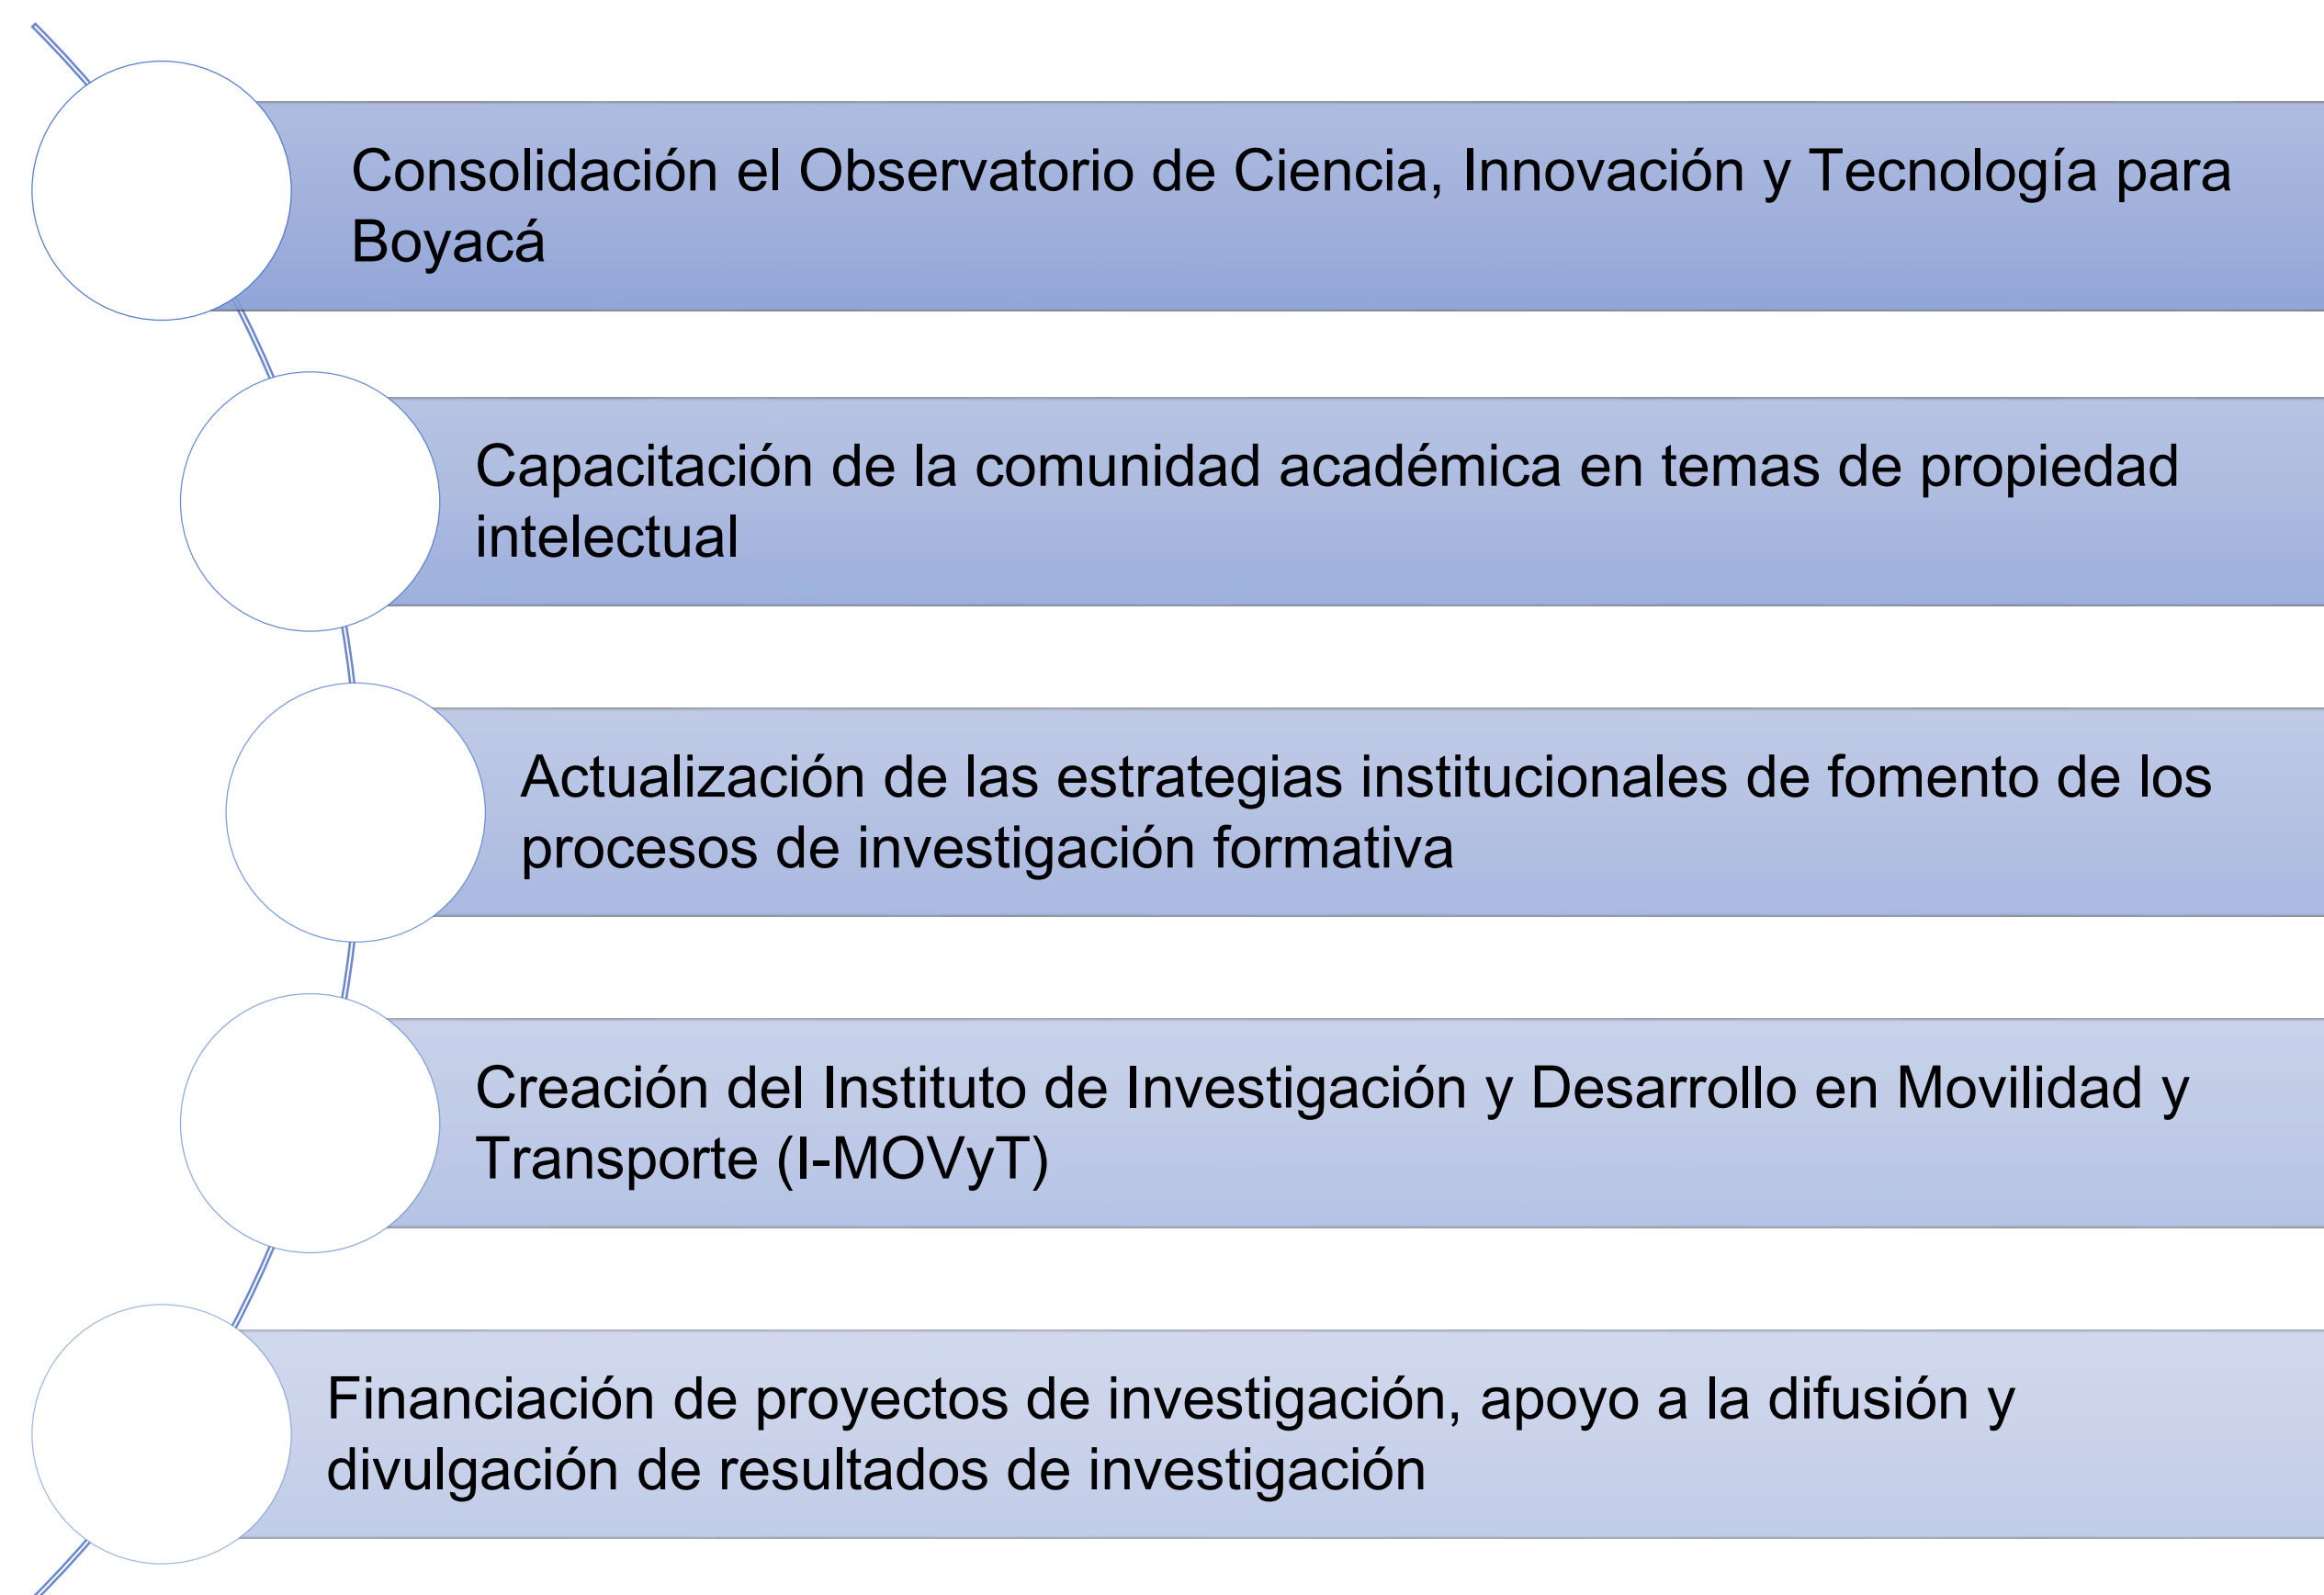 Consolidación el Observatorio de Ciencia, Innovación y Tecnología para
Boyacá
Capacitación de la comunidad académica en temas de propiedad
intelectual
Actualización de las estrategias institucionales de fomento de los
procesos de investigación formativa
Creación del Instituto de Investigación y Desarrollo en Movilidad y
Transporte (I-MOVyT)
Financiación de proyectos de investigación, apoyo a la difusión y
divulgación de resultados de investigación